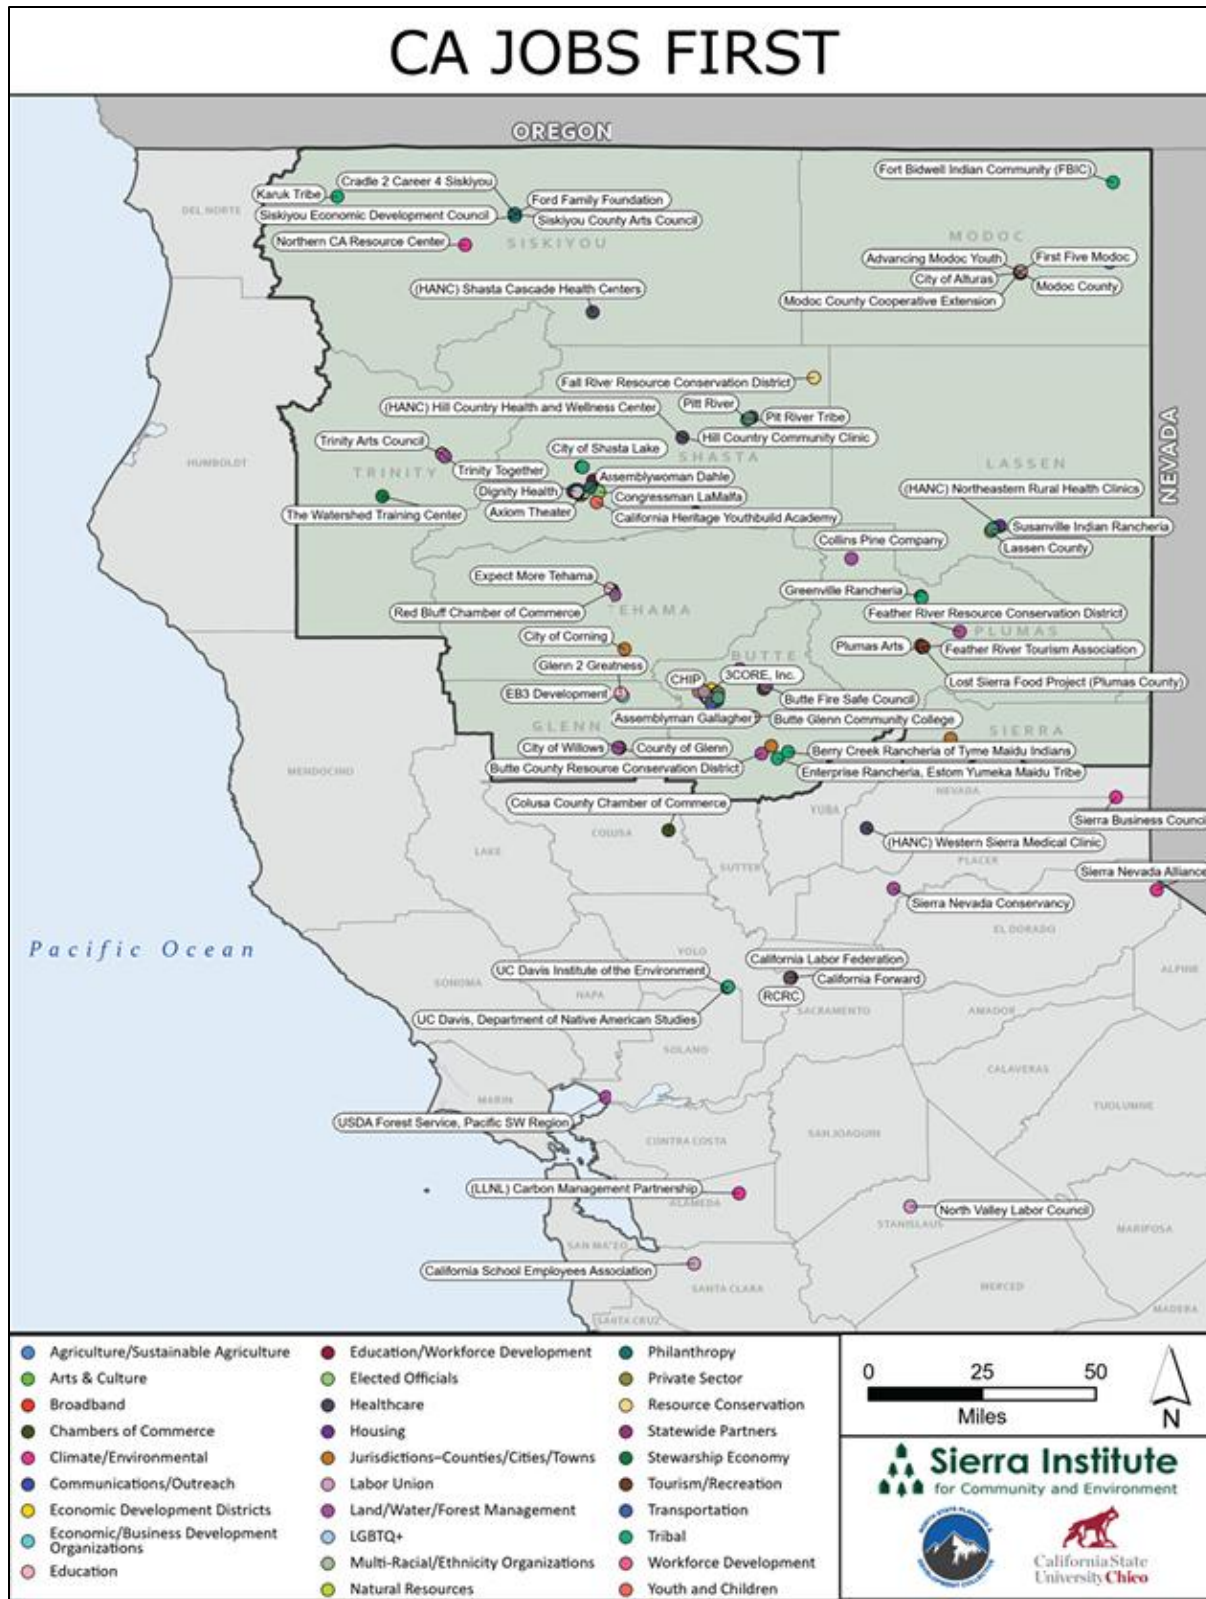 CA JOBS FIRST
OREGON
Fort Bidwell Indian Community (FBIC)
Cradle 2 Career 4 Siskiyou
Karuk Tribe
Ford Family Foundation
DEL NORTE
Siskiyou Economic Development Council
Siskiyou County Arts Council
Northern CA Resource Center
SISKIYOU
MODOC
Advancing Modoc Youth
First Five Modoc
City of Alturas
Modoc County
(HANC) Shasta Cascade Health Centers
Modoc County Cooperative Extension
Fall River Resource Conservation District
(HANC) Hill Country Health and Wellness Center
Pitt River
Pit River Tribe
Trinity Arts Council
Hill Country Community Clinic
City of Shasta Lake
SHASTA
HUMBOLDT
TRINITY
Trinity Together
LASSEN
NEVADA
Assemblywoman Dahle
(HANC) Northeastern Rural Health Clinics
Dignity Health
Congressman LaMalfa
The Watershed Training Center
Axiom Theater
California Heritage Youthbuild Academy
Susanville Indian Rancheria
Collins Pine Company
Lassen County
Expect More Tehama
Greenville Rancheria
Red Bluff Chamber of Commerce
TEHAMA
Feather River Resource Conservation District
City of Corning
PLUMAS
Plumas Arts
Feather River Tourism Association
Glenn 2 Greatness
BUTTE
CHIP
3CORE, Inc.
Lost Sierra Food Project (Plumas County)
EB3 Development
Butte Fire Safe Council
Assemblyman Gallagher
Butte Glenn Community College
GLENN
SIERRA
City of Willows
County of Glenn
Berry Creek Rancheria of Tyme Maidu Indians
Butte County Resource Conservation District
Enterprise Rancheria, Estom Yumeka Maidu Tribe
MENDOCINO
NEVADA
Colusa County Chamber of Commerce
YUBA
Sierra Business Counci
COLUSA
(HANC) Western Sierra Medical Clinic
LAKE
PLACER
SUTTER
Sierra Nevada Alliance
Sierra Nevada Conservancy
EL DORADO
Pacific Ocean
YOLO
California Labor Federation
UC Davis Institute of the Environment
California Forward
ALPINE
SONOMA
NAPA
RCRC
SACRAMENTO
AMADOR
UC Davis, Department of Native American Studies
SOLANO
CALAVERAS
MARIN
TUOLUMNE
USDA Forest Service, Pacific SW Region
SAN JOAQUIN
CONTRA COSTA
(LLNL) Carbon Management Partnership
ALAMEDA
North Valley Labor Council
STANISLAUS
MARIPOSA
SAN MATEO
California School Employees Association
SANTA CLARA
MERCED
MADERA
SANTA CRUZ
Agriculture/Sustainable Agriculture
Arts & Culture
Broadband
Chambers of Commerce
Climate/Environmental
Communications/Outreach
Economic Development Districts
Economic/Business Development
Organizations
Education
Education/Workforce Development
Elected Officials
Healthcare
Housing
Jurisdictions–Counties/Cities/Towns
Labor Union
Land/Water/Forest Management
LGBTQ+
Multi-Racial/Ethnicity Organizations
Natural Resources
Philanthropy
Private Sector
Resource Conservation
Statewide Partners
Stewarship Economy
Tourism/Recreation
Transportation
Tribal
Workforce Development
Youth and Children
0 25 50
Miles
N
Sierra Institute
for Community and Environment
NORTH STATE PLANNING &
DEVELOPMENT COLLECTIVE
California State
University Chico